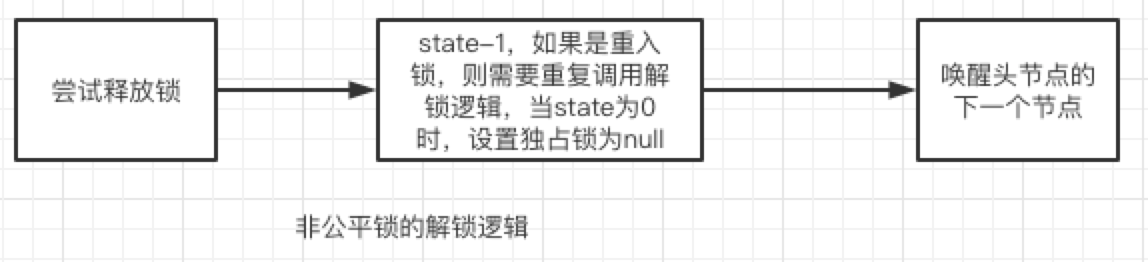 尝试释放锁
state-1，如果是重入
锁，则需要重复调用解
锁逻辑，当state为0
时，设置独占锁为null
唤醒头节点的
下一个节点
非公平锁的解锁逻辑